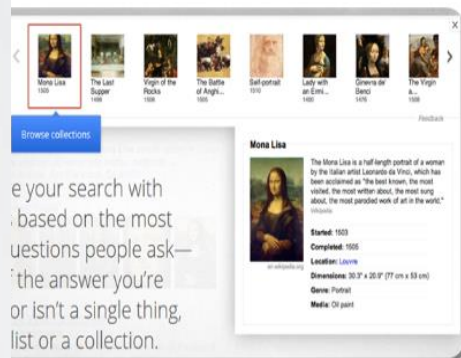 X
Mona Lisa
1505
The Last
Supper
1498
Virgin of the
Rocks
1506
The Battle
of Anghi...
1505
Self-portrait
1510
Lady with
an Ermi...
1490
Ginevra de'
Benci
1476
The Virgin
a...
1508
Feedback
Browse collections
e your search with
based on the most
uestions people ask—
f the answer you're
or isn't a single thing,
list or a collection.
Mona Lisa
The Mona Lisa is a half-length portrait of a woman
by the Italian artist Leonardo da Vinci, which has
been acclaimed as "the best known, the most
visited, the most written about, the most sung
about, the most parodied work of art in the world."
Wikipedia
en.wikipedia.org
Started: 1503
Completed: 1505
Location: Louvre
Dimensions: 30.3" x 20.9" (77 cm x 53 cm)
Genre: Portrait
Media: Oil paint